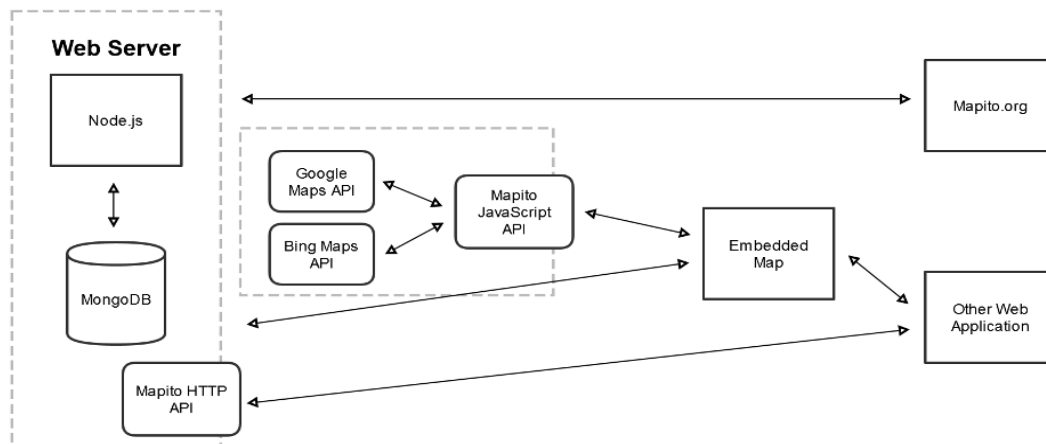 Web Server
Node.js
Mapito.org
Google
Maps API
Mapito
JavaScript
API
Bing Maps
API
Embedded
Map
MongoDB
Other Web
Application
Mapito HTTP
API